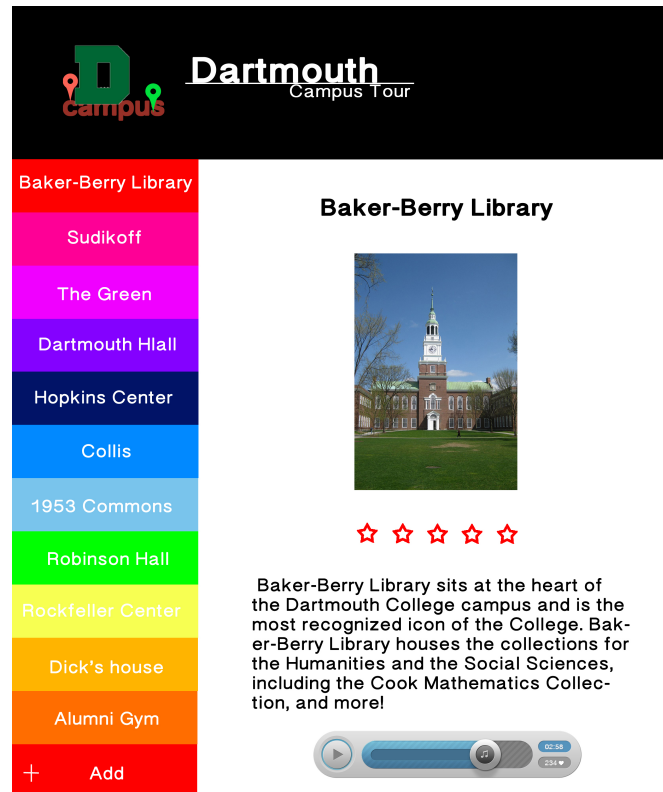 D
campus
Dartmouth
Campus Tour
Baker-Berry Library
Sudikoff
The Green
Dartmouth Hlall
Hopkins Center
Collis
1953 Commons
Robinson Hall
Rockfeller Center
Dick's house
Alumni Gym
+ Add
Baker-Berry Library
Baker-Berry Library sits at the heart of
the Dartmouth College campus and is the
most recognized icon of the College. Bak-
er-Berry Library houses the collections for
the Humanities and the Social Sciences,
including the Cook Mathematics Collec-
tion, and more!
02:58
234 ♥